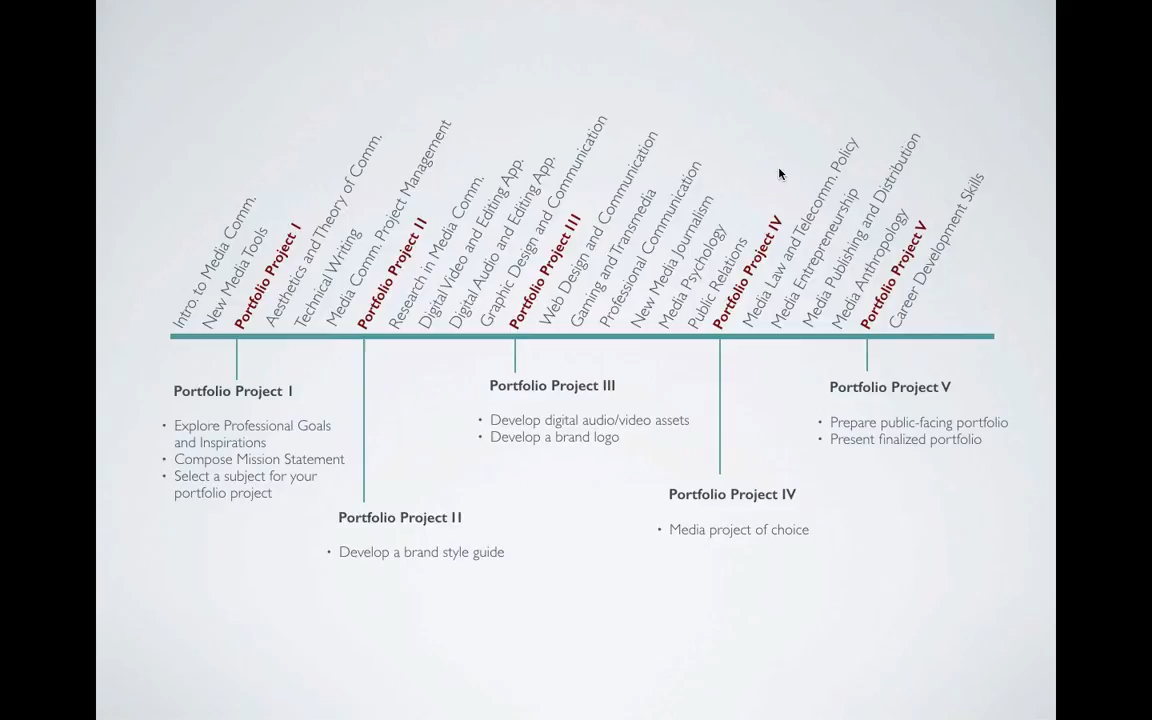 Intro. to Media Comm.
New Media Tools
Portfolio Project I
Aesthetics and Theory of Comm.
Technical Writing
Media Comm. Project Management
Portfolio Project II
Research in Media Comm.
Digital Video and Editing App.
Digital Audio and Editing App.
Graphic Design and Communication
Portfolio Project III
Web Design and Communication
Gaming and Transmedia
Professional Communication
New Media Journalism
Media Psychology
Public Relations
Portfolio Project IV
Media Law and Telecomm. Policy
Media Entrepreneurship
Media Publishing and Distribution
Media Anthropology
Portfolio Project V
Career Development Skills
Portfolio Project I
• Explore Professional Goals
and Inspirations
• Compose Mission Statement
• Select a subject for your
portfolio project
Portfolio Project II
• Develop a brand style guide
Portfolio Project III
• Develop digital audio/video assets
• Develop a brand logo
Portfolio Project IV
• Media project of choice
Portfolio Project V
• Prepare public-facing portfolio
• Present finalized portfolio